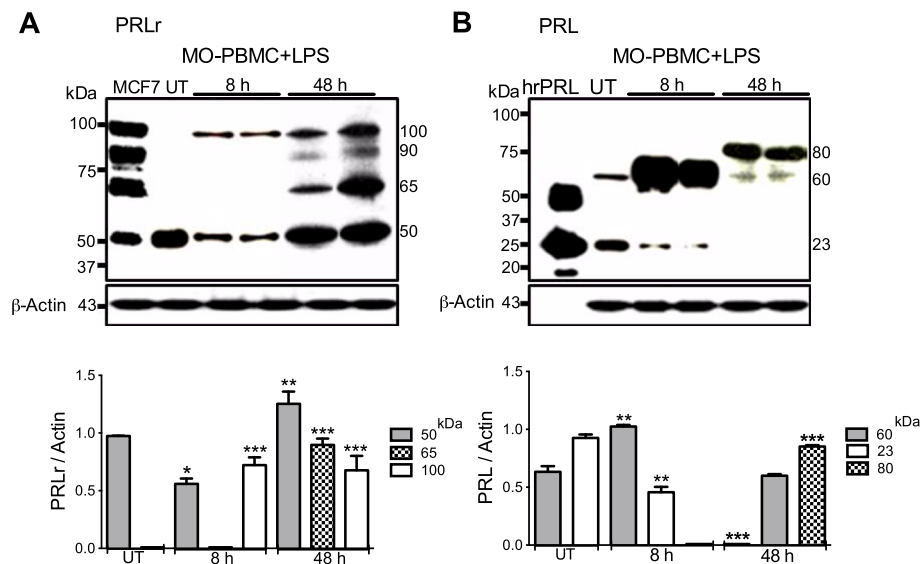 A PRLr
MO-PBMC+LPS
kDa MCF7 UT 8 h 48 h
100 100
90
75
65
50 50
37
β-Actin 43
1.5
1.0
0.5
0.0
PRLr / Actin
* *** ** *** ***
UT 8 h 48 h
kDa
50
65
100
B PRL
MO-PBMC+LPS
kDa hrPRL UT 8 h 48 h
100
75 80
60
50
37
25 23
20
β-Actin 43
1.5
1.0
0.5
0.0
PRL / Actin
** ** *** ***
UT 8 h 48 h
kDa
60
23
80